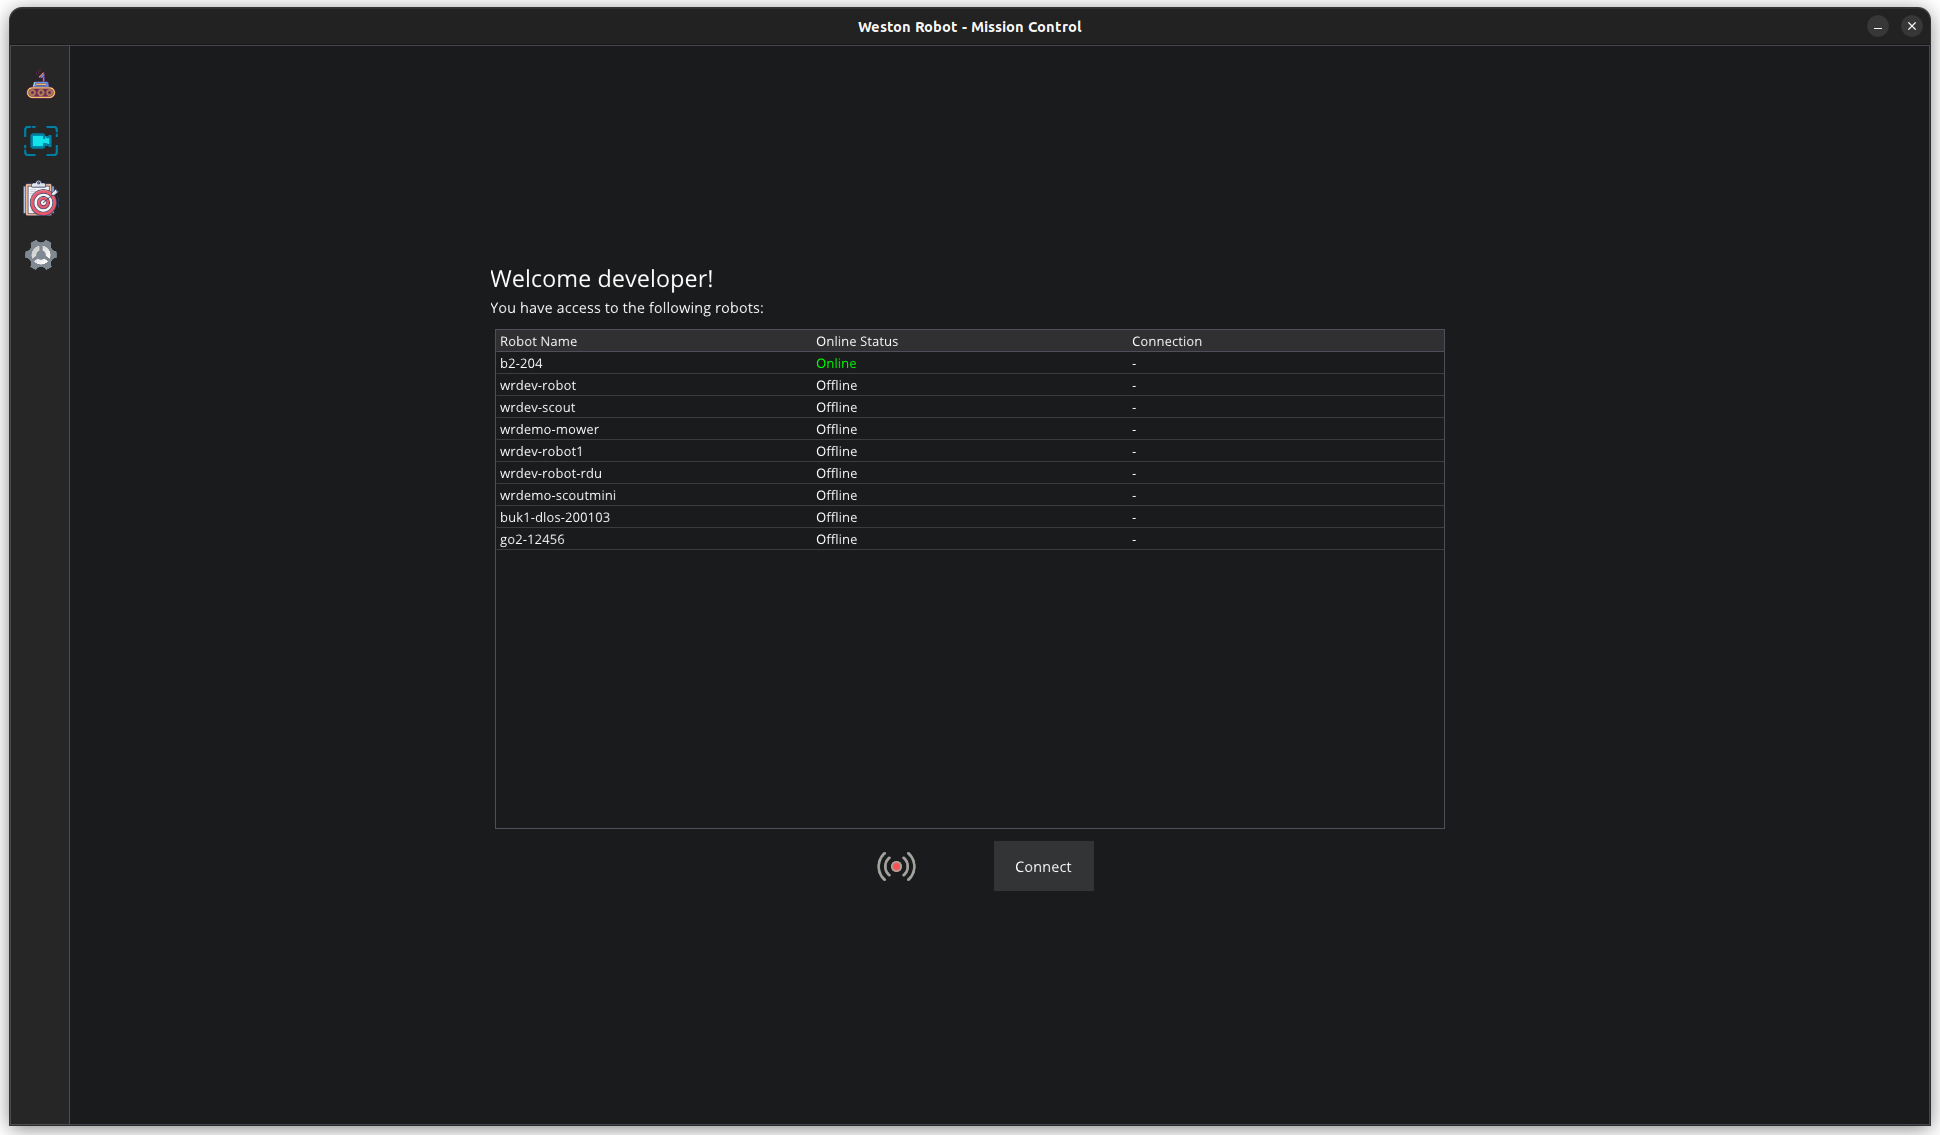 Weston Robot - Mission Control
Welcome developer!
You have access to the following robots:
Robot Name Online Status Connection
b2-204 Online -
wrdev-robot Offline -
wrdev-scout Offline -
wrdemo-mower Offline -
wrdev-robot1 Offline -
wrdev-robot-rdu Offline -
wrdemo-scoutmini Offline -
buk1-dlos-200103 Offline -
go2-12456 Offline -
Connect